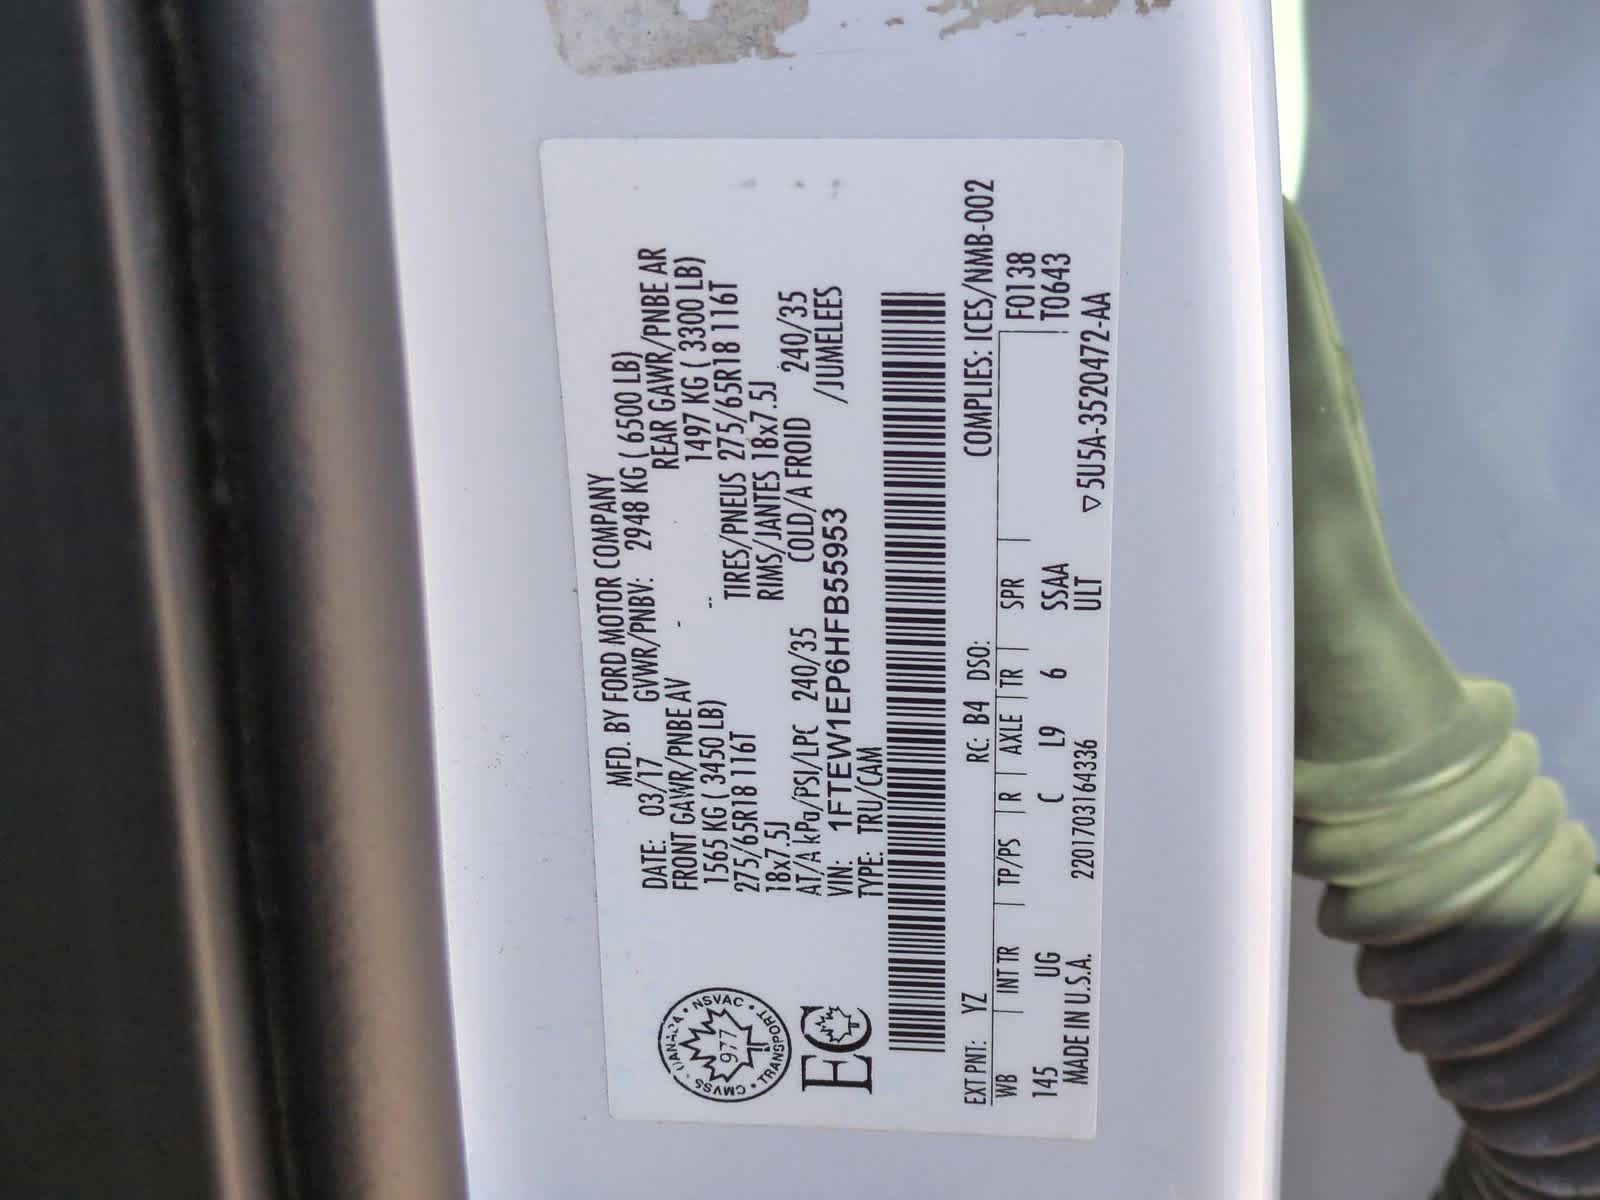 MFD. BY FORD MOTOR COMPANY
DATE: 03/17 GVWR/PNBV: 2948 KG ( 6500 LB)
FRONT GAWR/PNBE AV REAR GAWR/PNBE AR
1565 KG ( 3450 LB) 1497 KG ( 3300 LB)
275/65R18 116T TIRES/PNEUS 275/65R18 116T
18x7.5J RIMS/JANTES 18x7.5J
AT/A kPa/PSI/LPC 240/35 COLD/A FROID 240/35
VIN: 1FTEW1EP6HFB55953 /JUMELEES
TYPE: TRU/CAM
CANADA • NSVAC • TRANSPORT • CMVSS
977
EC
EXT PNT: YZ RC: B4 DSO: COMPLIES: ICES/NMB-002
WB INT TR TP/PS R AXLE TR SPR F0138
145 UG C L9 6 SSAA T0643
MADE IN U.S.A. 2201703164336 ULT ▽5U5A-3520472-AA